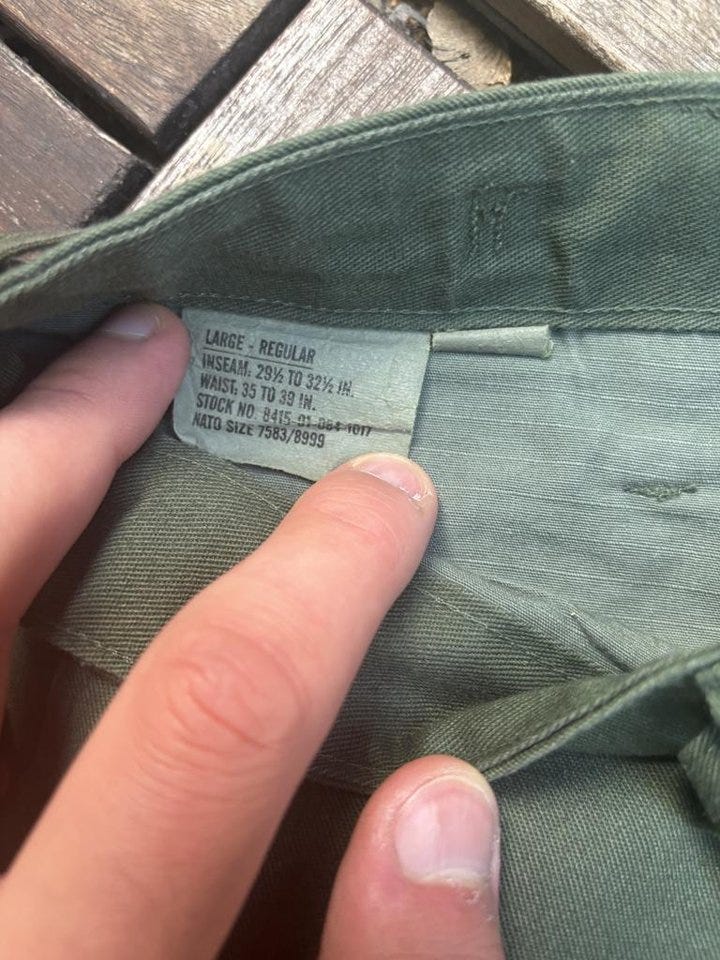 LARGE - REGULAR
INSEAM: 29½ TO 32½ IN.
WAIST: 35 TO 39 IN.
STOCK NO. 8415-01-084-1017
NATO SIZE 7583/8999